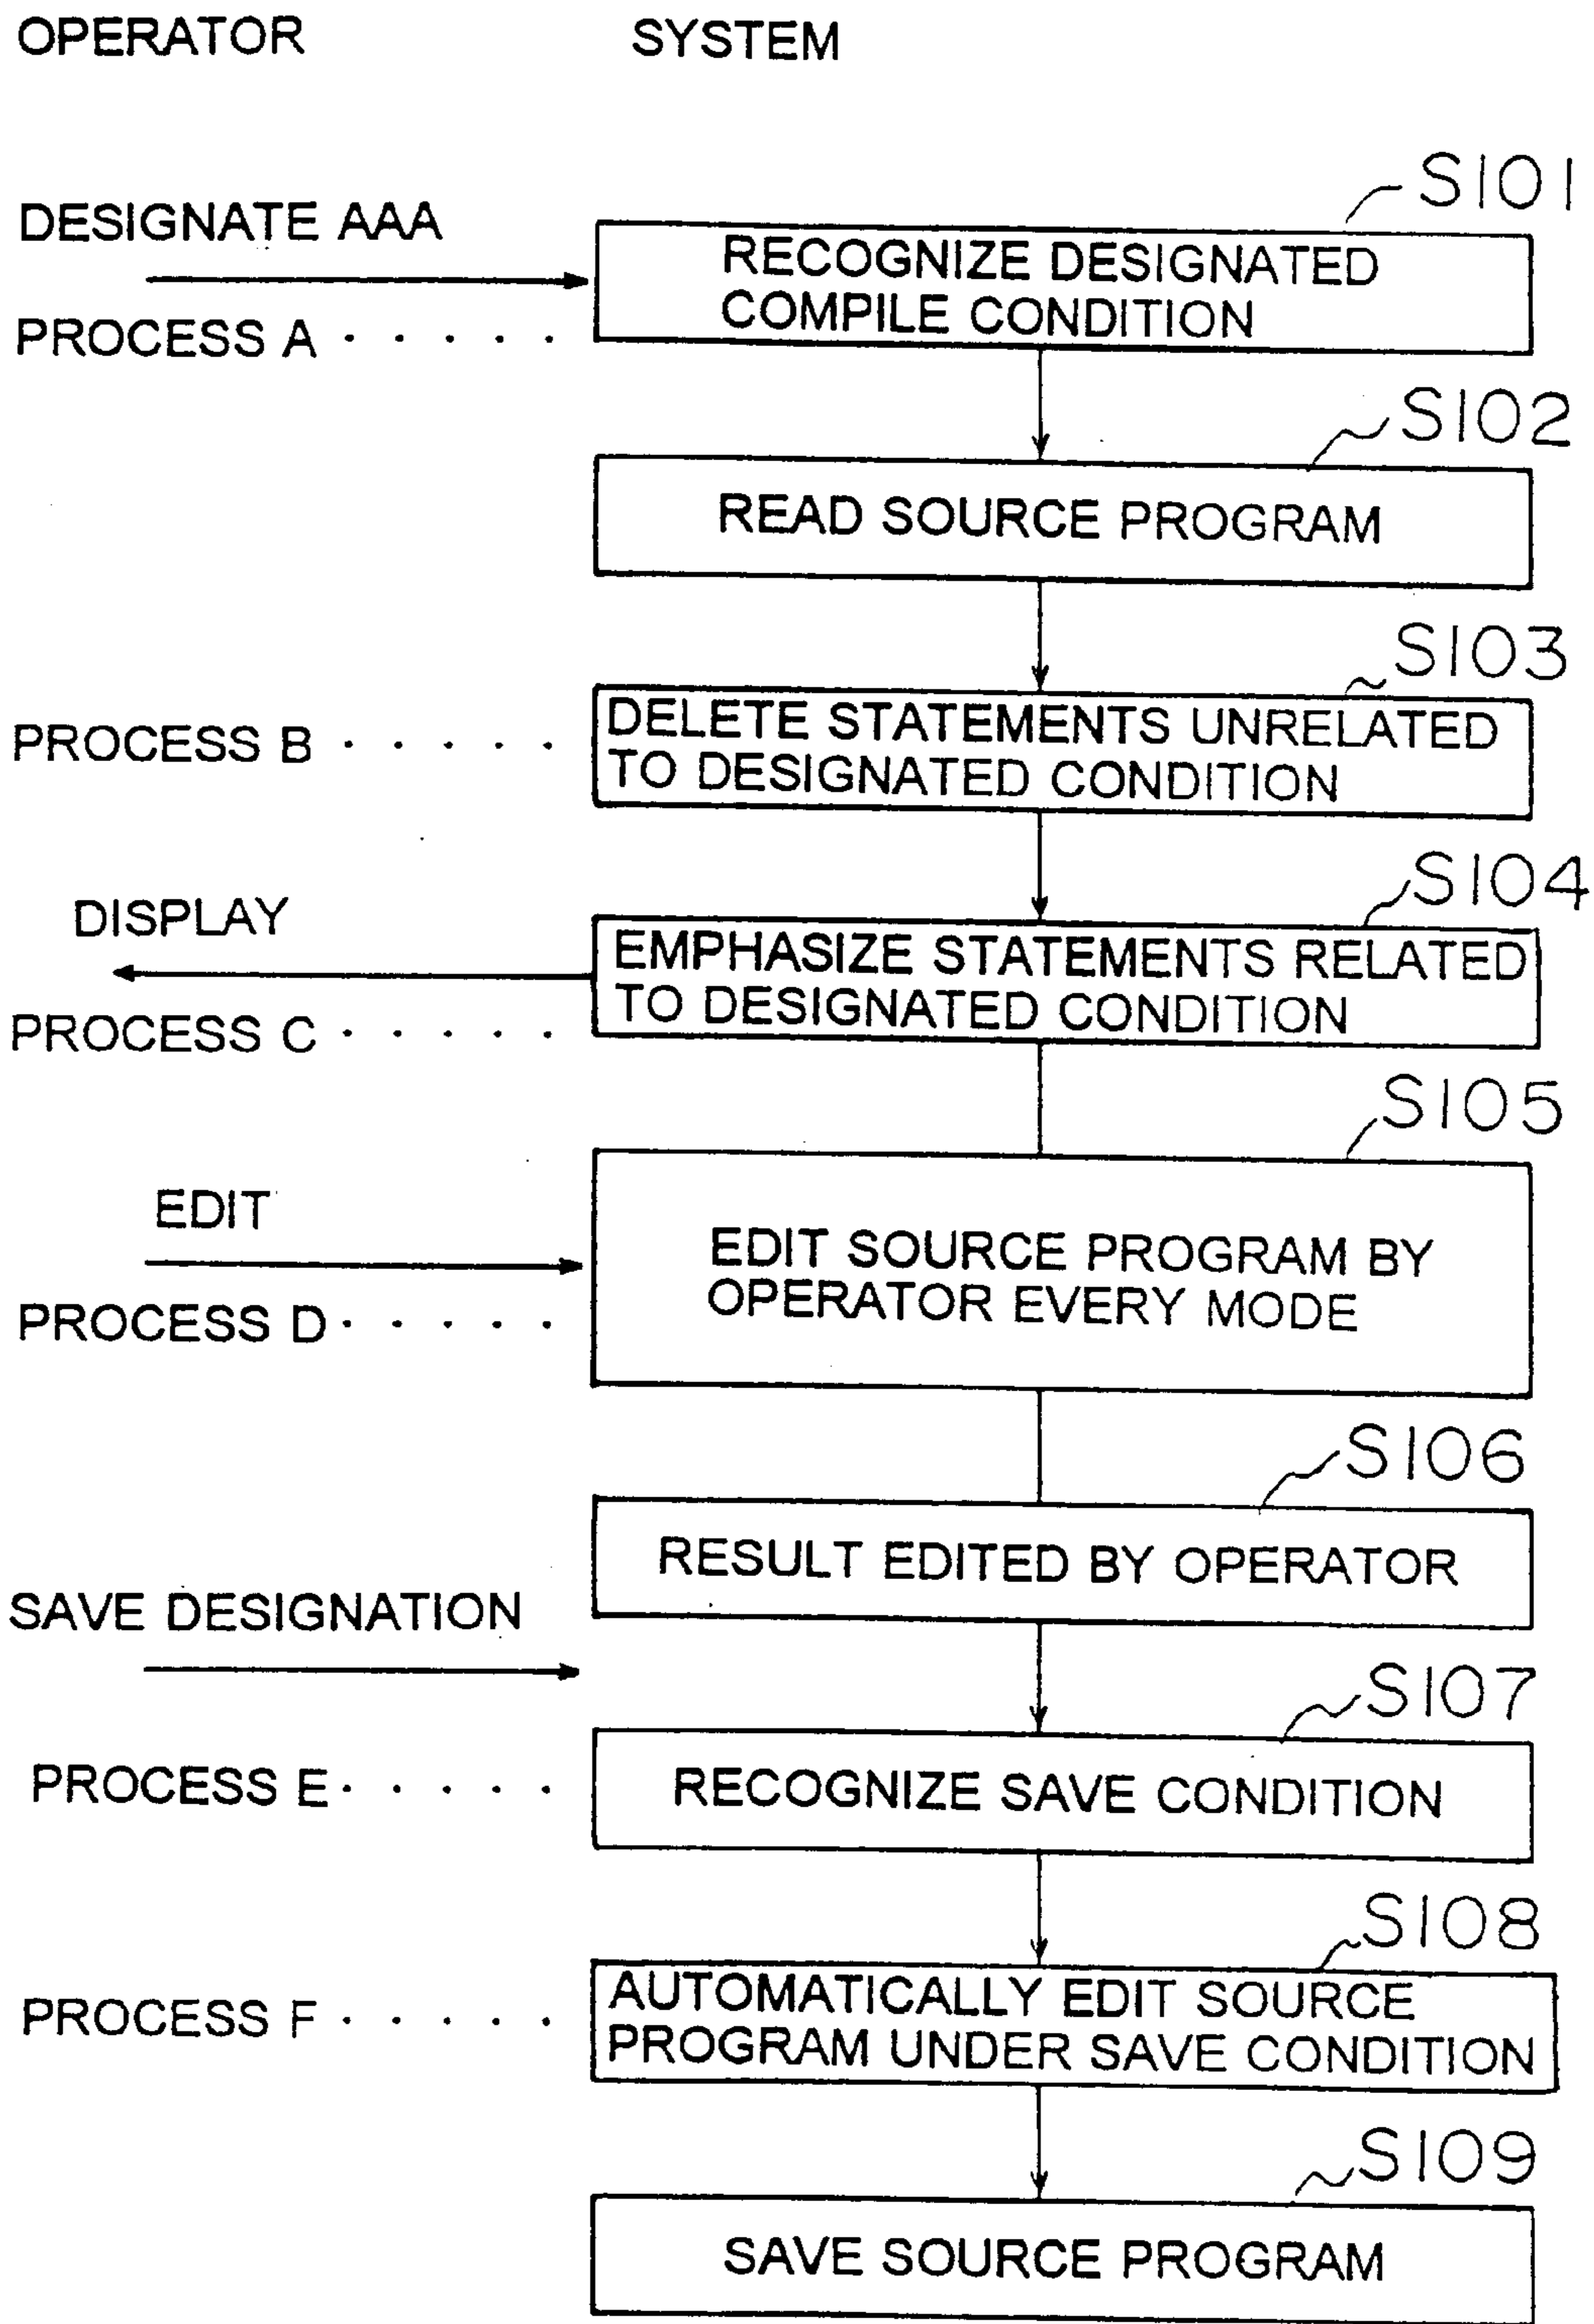 OPERATOR
SYSTEM
S101
DESIGNATE AAA
RECOGNIZE DESIGNATED
COMPILE CONDITION
PROCESS A . . . . .
S102
READ SOURCE PROGRAM
S103
PROCESS B . . . . .
DELETE STATEMENTS UNRELATED
TO DESIGNATED CONDITION
S104
DISPLAY
EMPHASIZE STATEMENTS RELATED
TO DESIGNATED CONDITION
PROCESS C . . . . .
S105
EDIT
EDIT SOURCE PROGRAM BY
OPERATOR EVERY MODE
PROCESS D . . . . .
S106
RESULT EDITED BY OPERATOR
SAVE DESIGNATION
S107
PROCESS E . . . . .
RECOGNIZE SAVE CONDITION
S108
PROCESS F . . . . .
AUTOMATICALLY EDIT SOURCE
PROGRAM UNDER SAVE CONDITION
S109
SAVE SOURCE PROGRAM